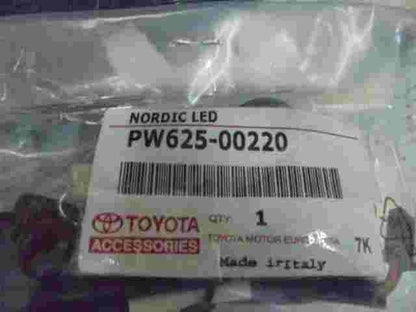 NORDIC LED
PW625-00220
TOYOTA
ACCESSORIES
QTY: 1
TOYOTA MOTOR EUROPE
7K
Made in Italy